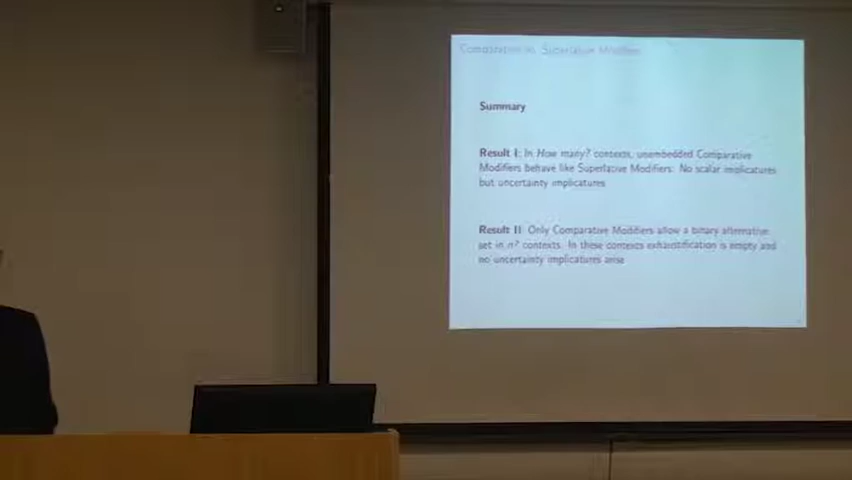 Comparative vs. Superlative Modifiers
Summary
Result I: In How many? contexts, unembedded Comparative
Modifiers behave like Superlative Modifiers: No scalar implicatures
but uncertainty implicatures
Result II: Only Comparative Modifiers allow a binary alternative
set in n? contexts. In these contexts exhaustification is empty and
no uncertainty implicatures arise